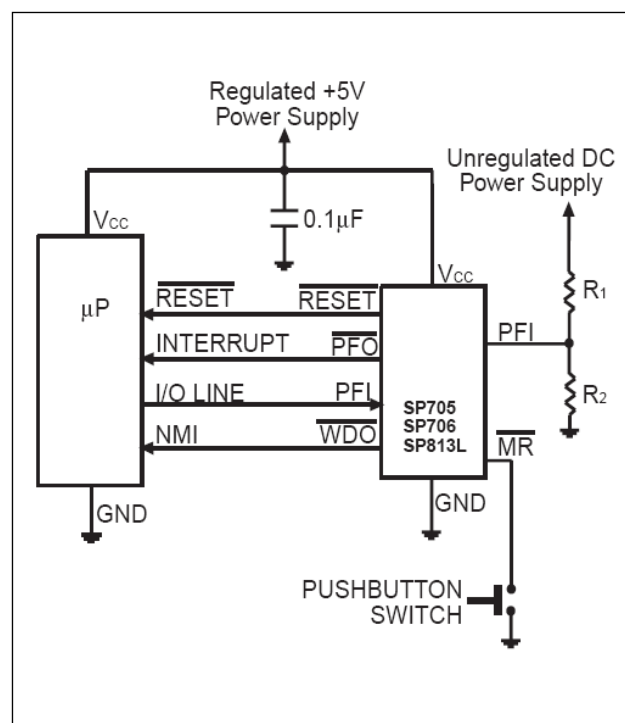 Regulated +5V
Power Supply
Unregulated DC
Power Supply
0.1µF
VCC
VCC
µP
RESET
RESET
R1
PFI
INTERRUPT
PFO
I/O LINE
PFI
R2
SP705
SP706
SP813L
NMI
WDO
MR
GND
GND
PUSHBUTTON
SWITCH